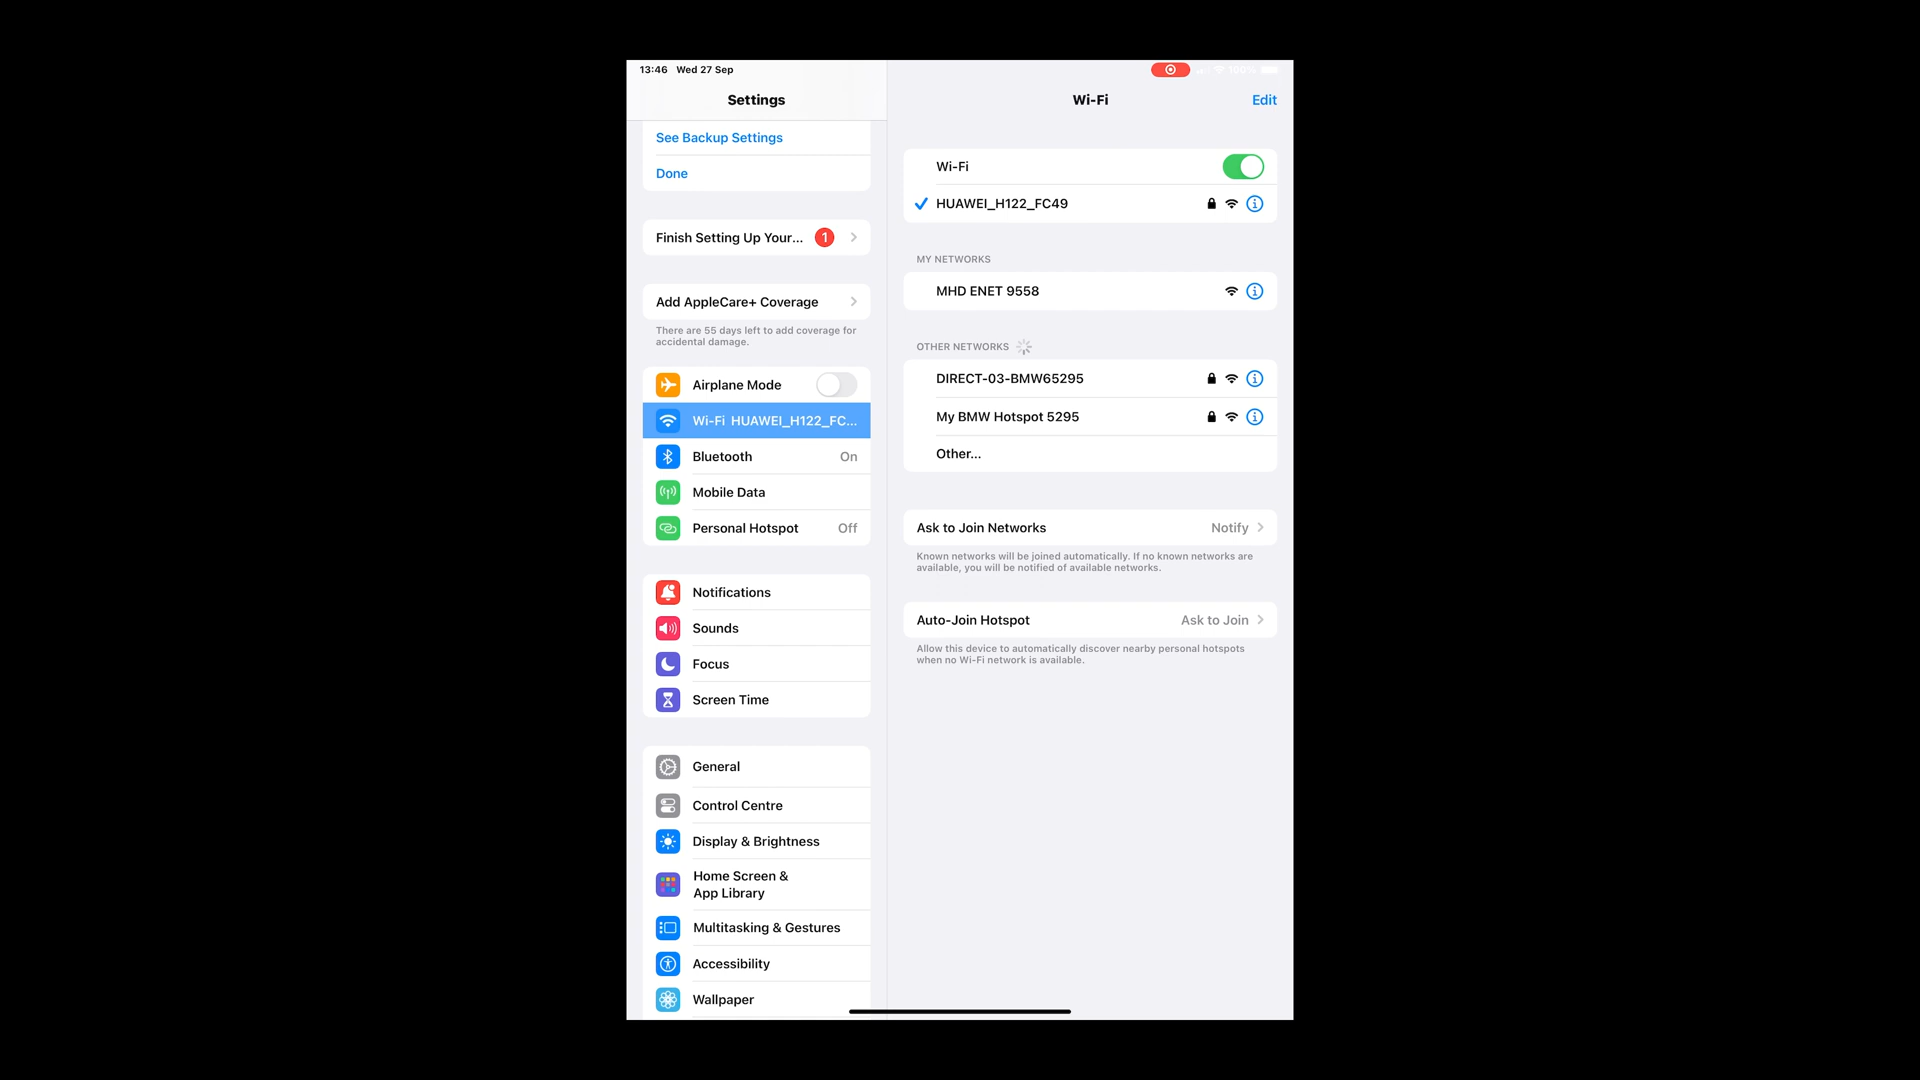 13:46 Wed 27 Sep
100%
Settings
See Backup Settings
Done
Finish Setting Up Your... 1
Add AppleCare+ Coverage
There are 55 days left to add coverage for
accidental damage.
Airplane Mode
Wi-Fi HUAWEI_H122_FC...
Bluetooth On
Mobile Data
Personal Hotspot Off
Notifications
Sounds
Focus
Screen Time
General
Control Centre
Display & Brightness
Home Screen &
App Library
Multitasking & Gestures
Accessibility
Wallpaper
Wi-Fi
Edit
Wi-Fi
HUAWEI_H122_FC49
MY NETWORKS
MHD ENET 9558
OTHER NETWORKS
DIRECT-03-BMW65295
My BMW Hotspot 5295
Other...
Ask to Join Networks Notify
Known networks will be joined automatically. If no known networks are
available, you will be notified of available networks.
Auto-Join Hotspot Ask to Join
Allow this device to automatically discover nearby personal hotspots
when no Wi-Fi network is available.